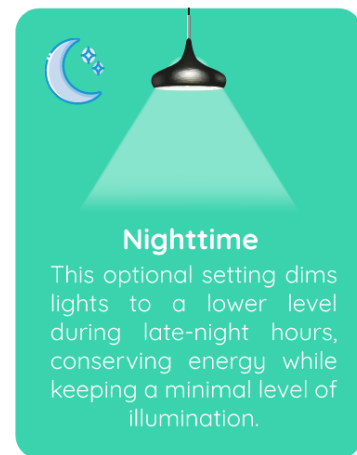 Nighttime
This optional setting dims
lights to a lower level
during late-night hours,
conserving energy while
keeping a minimal level of
illumination.